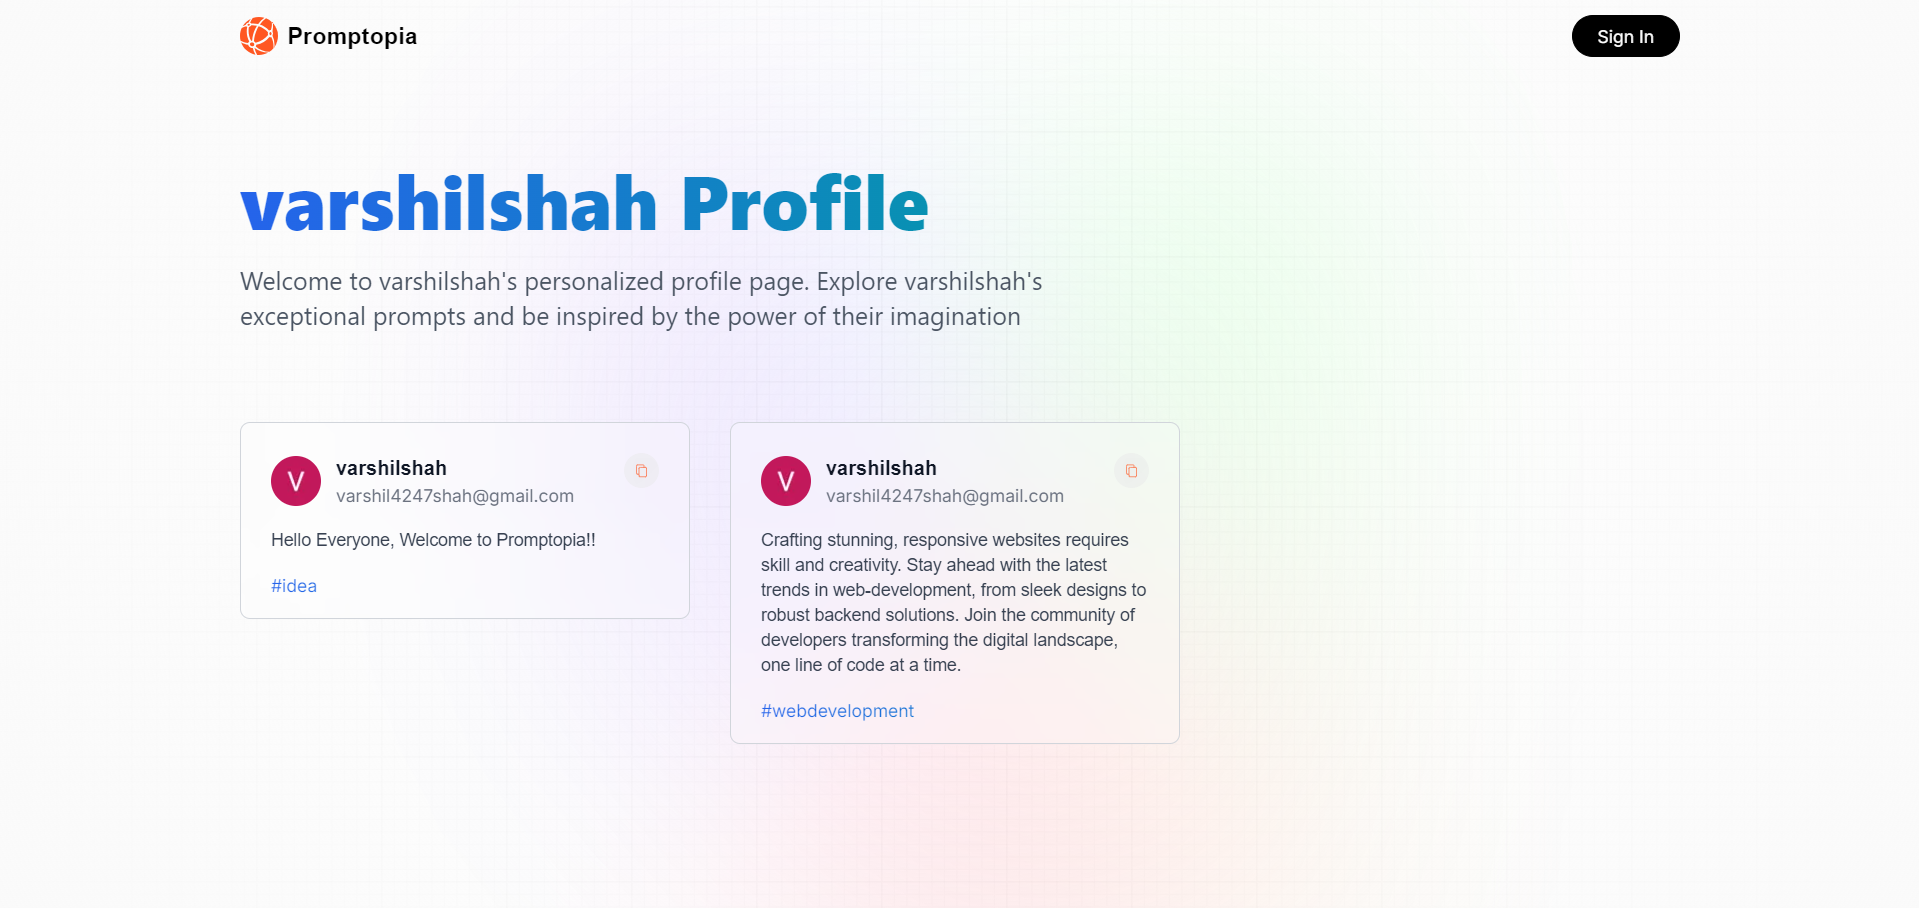 Promptopia
Sign In
varshilshah Profile
Welcome to varshilshah's personalized profile page. Explore varshilshah's
exceptional prompts and be inspired by the power of their imagination
V
varshilshah
varshil4247shah@gmail.com
Hello Everyone, Welcome to Promptopia!!
#idea
V
varshilshah
varshil4247shah@gmail.com
Crafting stunning, responsive websites requires
skill and creativity. Stay ahead with the latest
trends in web-development, from sleek designs to
robust backend solutions. Join the community of
developers transforming the digital landscape,
one line of code at a time.
#webdevelopment